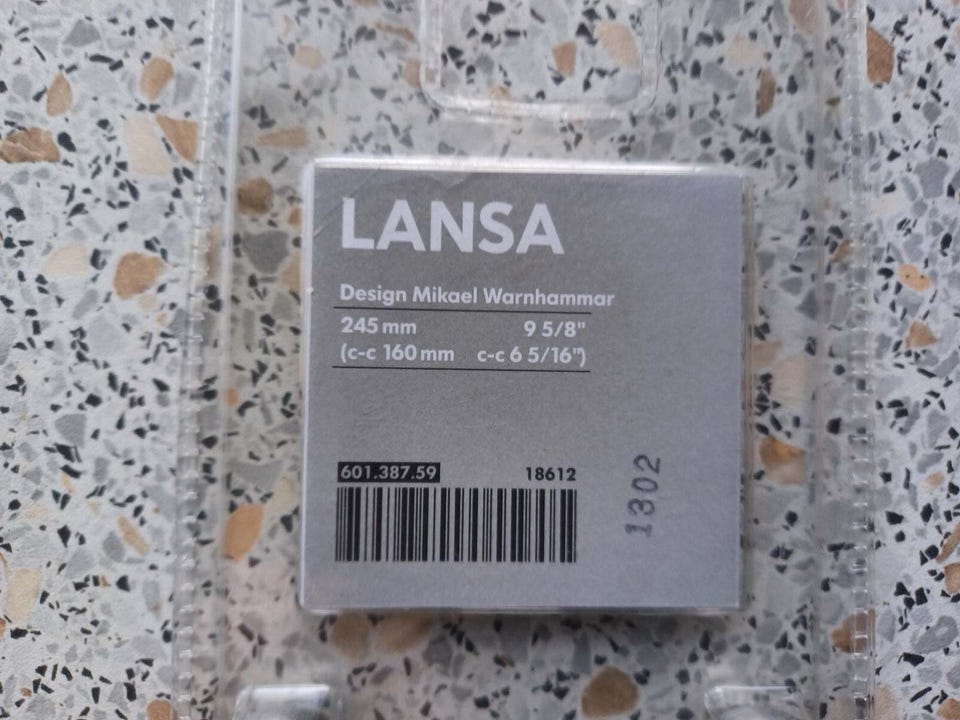 LANSA
Design Mikael Warnhammar
245 mm 9 5/8"
(c-c 160 mm c-c 6 5/16")
601.387.59 18612
1302